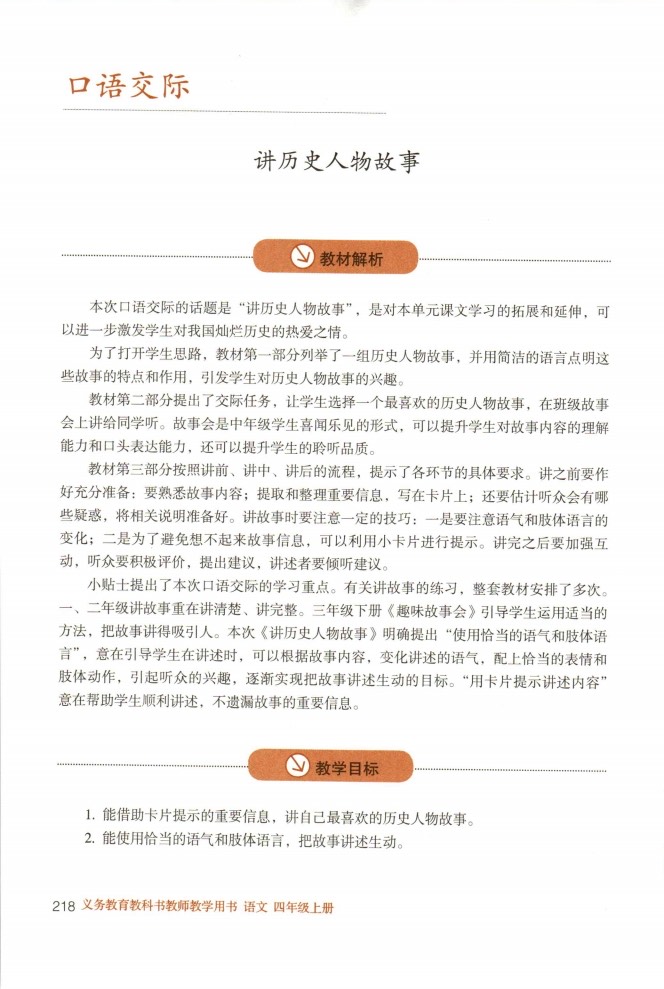 口语交际
讲历史人物故事
教材解析
本次口语交际的话题是“讲历史人物故事”，是对本单元课文学习的拓展和延伸，可
以进一步激发学生对我国灿烂历史的热爱之情。
为了打开学生思路，教材第一部分列举了一组历史人物故事，并用简洁的语言点明这
些故事的特点和作用，引发学生对历史人物故事的兴趣。
教材第二部分提出了交际任务，让学生选择一个最喜欢的历史人物故事，在班级故事
会上讲给同学听。故事会是中年级学生喜闻乐见的形式，可以提升学生对故事内容的理解
能力和口头表达能力，还可以提升学生的聆听品质。
教材第三部分按照讲前、讲中、讲后的流程，提示了各环节的具体要求。讲之前要作
好充分准备：要熟悉故事内容；提取和整理重要信息，写在卡片上；还要估计听众会有哪
些疑惑，将相关说明准备好。讲故事时要注意一定的技巧：一是要注意语气和肢体语言的
变化；二是为了避免想不起来故事信息，可以利用小卡片进行提示。讲完之后要加强互
动，听众要积极评价，提出建议，讲述者要倾听建议。
小贴士提出了本次口语交际的学习重点。有关讲故事的练习，整套教材安排了多次。
一、二年级讲故事重在讲清楚、讲完整。三年级下册《趣味故事会》引导学生运用适当的
方法，把故事讲得吸引人。本次《讲历史人物故事》明确提出“使用恰当的语气和肢体语
言”，意在引导学生在讲述时，可以根据故事内容，变化讲述的语气，配上恰当的表情和
肢体动作，引起听众的兴趣，逐渐实现把故事讲述生动的目标。“用卡片提示讲述内容”
意在帮助学生顺利讲述，不遗漏故事的重要信息。
教学目标
1. 能借助卡片提示的重要信息，讲自己最喜欢的历史人物故事。
2. 能使用恰当的语气和肢体语言，把故事讲述生动。
218 义务教育教科书教师教学用书 语文 四年级上册